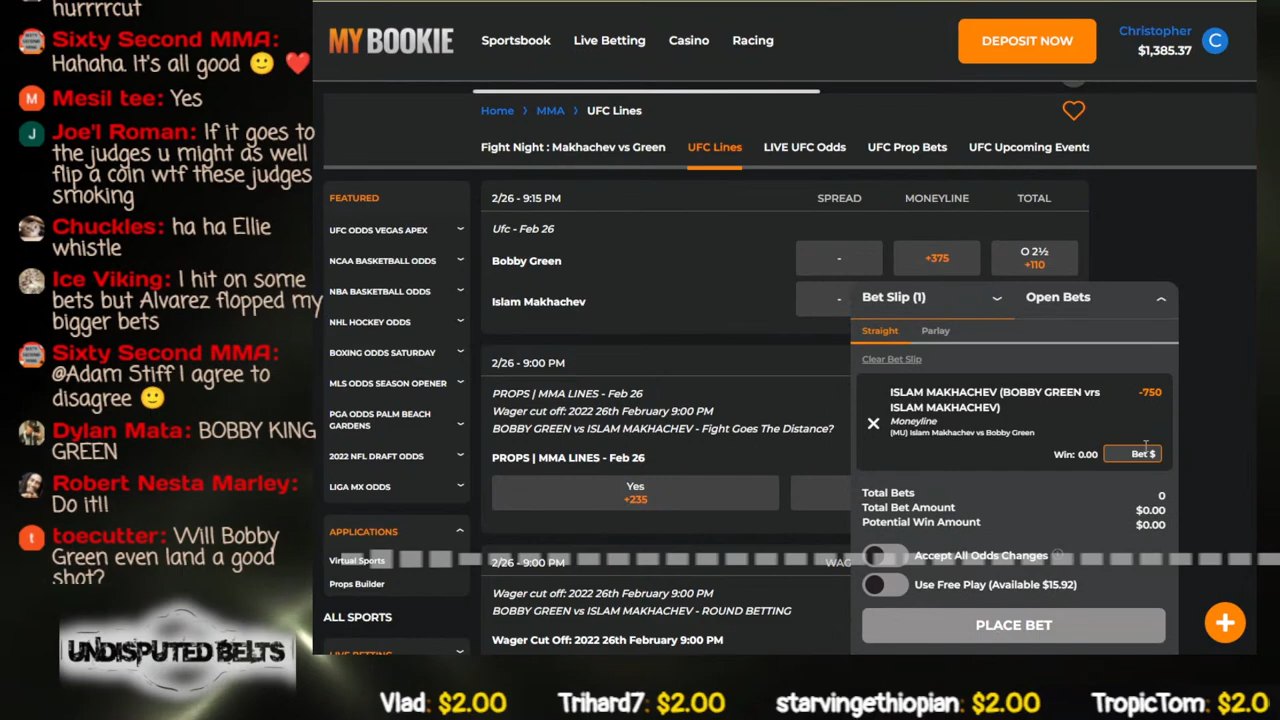 hurrrrcut
Sixty Second MMA:
Hahaha. It's all good 🙂 ❤️
M Mesil tee: Yes
J Joe'l Roman: If it goes to
the judges u might as well
flip a coin wtf these judges
smoking
Chuckles: ha ha Ellie
whistle
Ice Viking: I hit on some
bets but Alvarez flopped my
bigger bets
Sixty Second MMA:
@Adam Stiff I agree to
disagree 🙂
Dylan Mata: BOBBY KING
GREEN
Robert Nesta Marley:
Do it!!
t toecutter: Will Bobby
Green even land a good
shot?
UNDISPUTED BELTS
MYBOOKIE
Sportsbook Live Betting Casino Racing
DEPOSIT NOW
Christopher
$1,385.37
C
Home > MMA > UFC Lines
Fight Night : Makhachev vs Green UFC Lines LIVE UFC Odds UFC Prop Bets UFC Upcoming Events
FEATURED
UFC ODDS VEGAS APEX
NCAA BASKETBALL ODDS
NBA BASKETBALL ODDS
NHL HOCKEY ODDS
BOXING ODDS SATURDAY
MLS ODDS SEASON OPENER
PGA ODDS PALM BEACH
GARDENS
2022 NFL DRAFT ODDS
LIGA MX ODDS
APPLICATIONS
Virtual Sports
Props Builder
ALL SPORTS
LIVE BETTING
2/26 - 9:15 PM SPREAD MONEYLINE TOTAL
Ufc - Feb 26
Bobby Green - +375 O 2½
+110
Islam Makhachev -
2/26 - 9:00 PM
PROPS | MMA LINES - Feb 26
Wager cut off: 2022 26th February 9:00 PM
BOBBY GREEN vs ISLAM MAKHACHEV - Fight Goes The Distance?
PROPS | MMA LINES - Feb 26
Yes
+235
2/26 - 9:00 PM WAG
Wager cut off: 2022 26th February 9:00 PM
BOBBY GREEN vs ISLAM MAKHACHEV - ROUND BETTING
Wager Cut Off: 2022 26th February 9:00 PM
Bet Slip (1) Open Bets
Straight Parlay
Clear Bet Slip
ISLAM MAKHACHEV (BOBBY GREEN vrs -750
ISLAM MAKHACHEV)
Moneyline
(MU) Islam Makhachev vs Bobby Green
Win: 0.00 Bet $
Total Bets 0
Total Bet Amount $0.00
Potential Win Amount $0.00
Accept All Odds Changes
Use Free Play (Available $15.92)
PLACE BET
Vlad: $2.00 Trihard7: $2.00 starvingethiopian: $2.00 TropicTom: $2.0